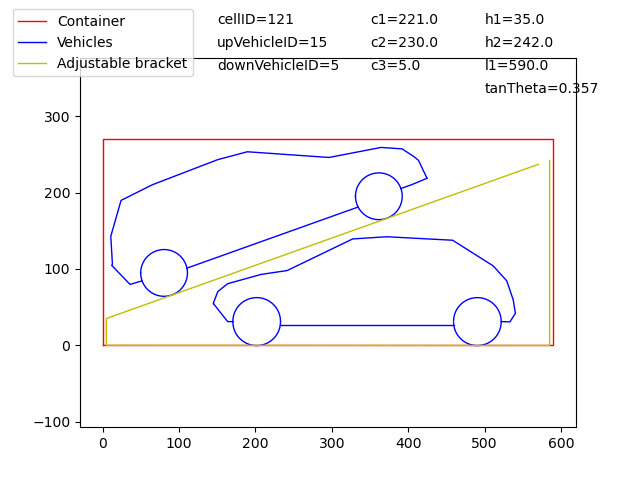 Container
Vehicles
Adjustable bracket
cellID=121
upVehicleID=15
downVehicleID=5
c1=221.0
c2=230.0
c3=5.0
h1=35.0
h2=242.0
l1=590.0
tanTheta=0.357
300
200
100
0
−100
0 100 200 300 400 500 600